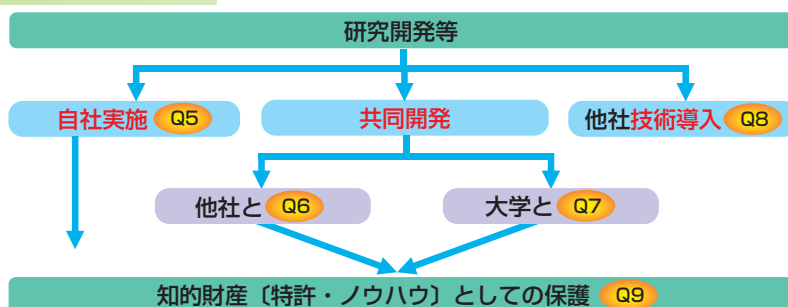 研究開発等
自社実施 Q5
共同開発
他社技術導入 Q8
他社と Q6
大学と Q7
知的財産〔特許・ノウハウ〕としての保護 Q9